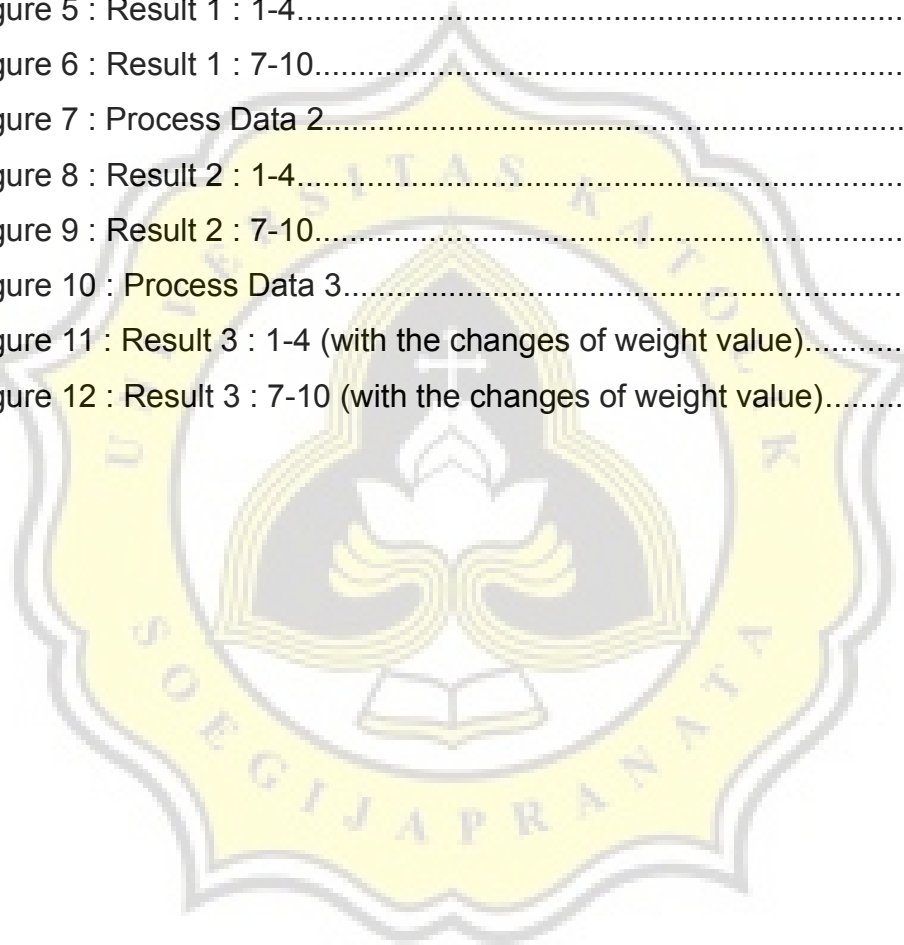 gure 5 : Result 1 : 1-4......................................................................
gure 6 : Result 1 : 7-10....................................................................
gure 7 : Process Data 2...................................................................
gure 8 : Result 2 : 1-4......................................................................
gure 9 : Result 2 : 7-10....................................................................
gure 10 : Process Data 3.................................................................
gure 11 : Result 3 : 1-4 (with the changes of weight value)...........
gure 12 : Result 3 : 7-10 (with the changes of weight value).........
UNIVERSITAS KATOLIK
SOEGIJAPRANATA